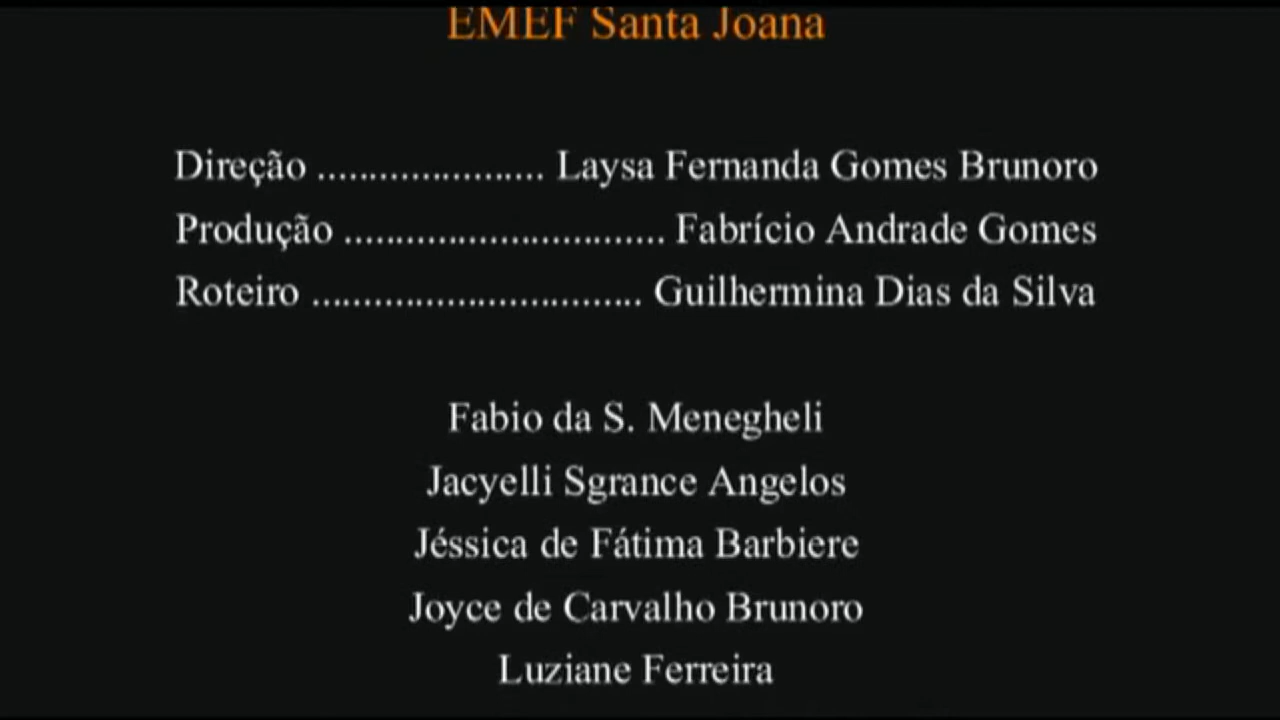 EMEF Santa Joana
Direção ...................... Laysa Fernanda Gomes Brunoro
Produção ............................... Fabrício Andrade Gomes
Roteiro ................................ Guilhermina Dias da Silva
Fabio da S. Menegheli
Jacyelli Sgrance Angelos
Jéssica de Fátima Barbiere
Joyce de Carvalho Brunoro
Luziane Ferreira